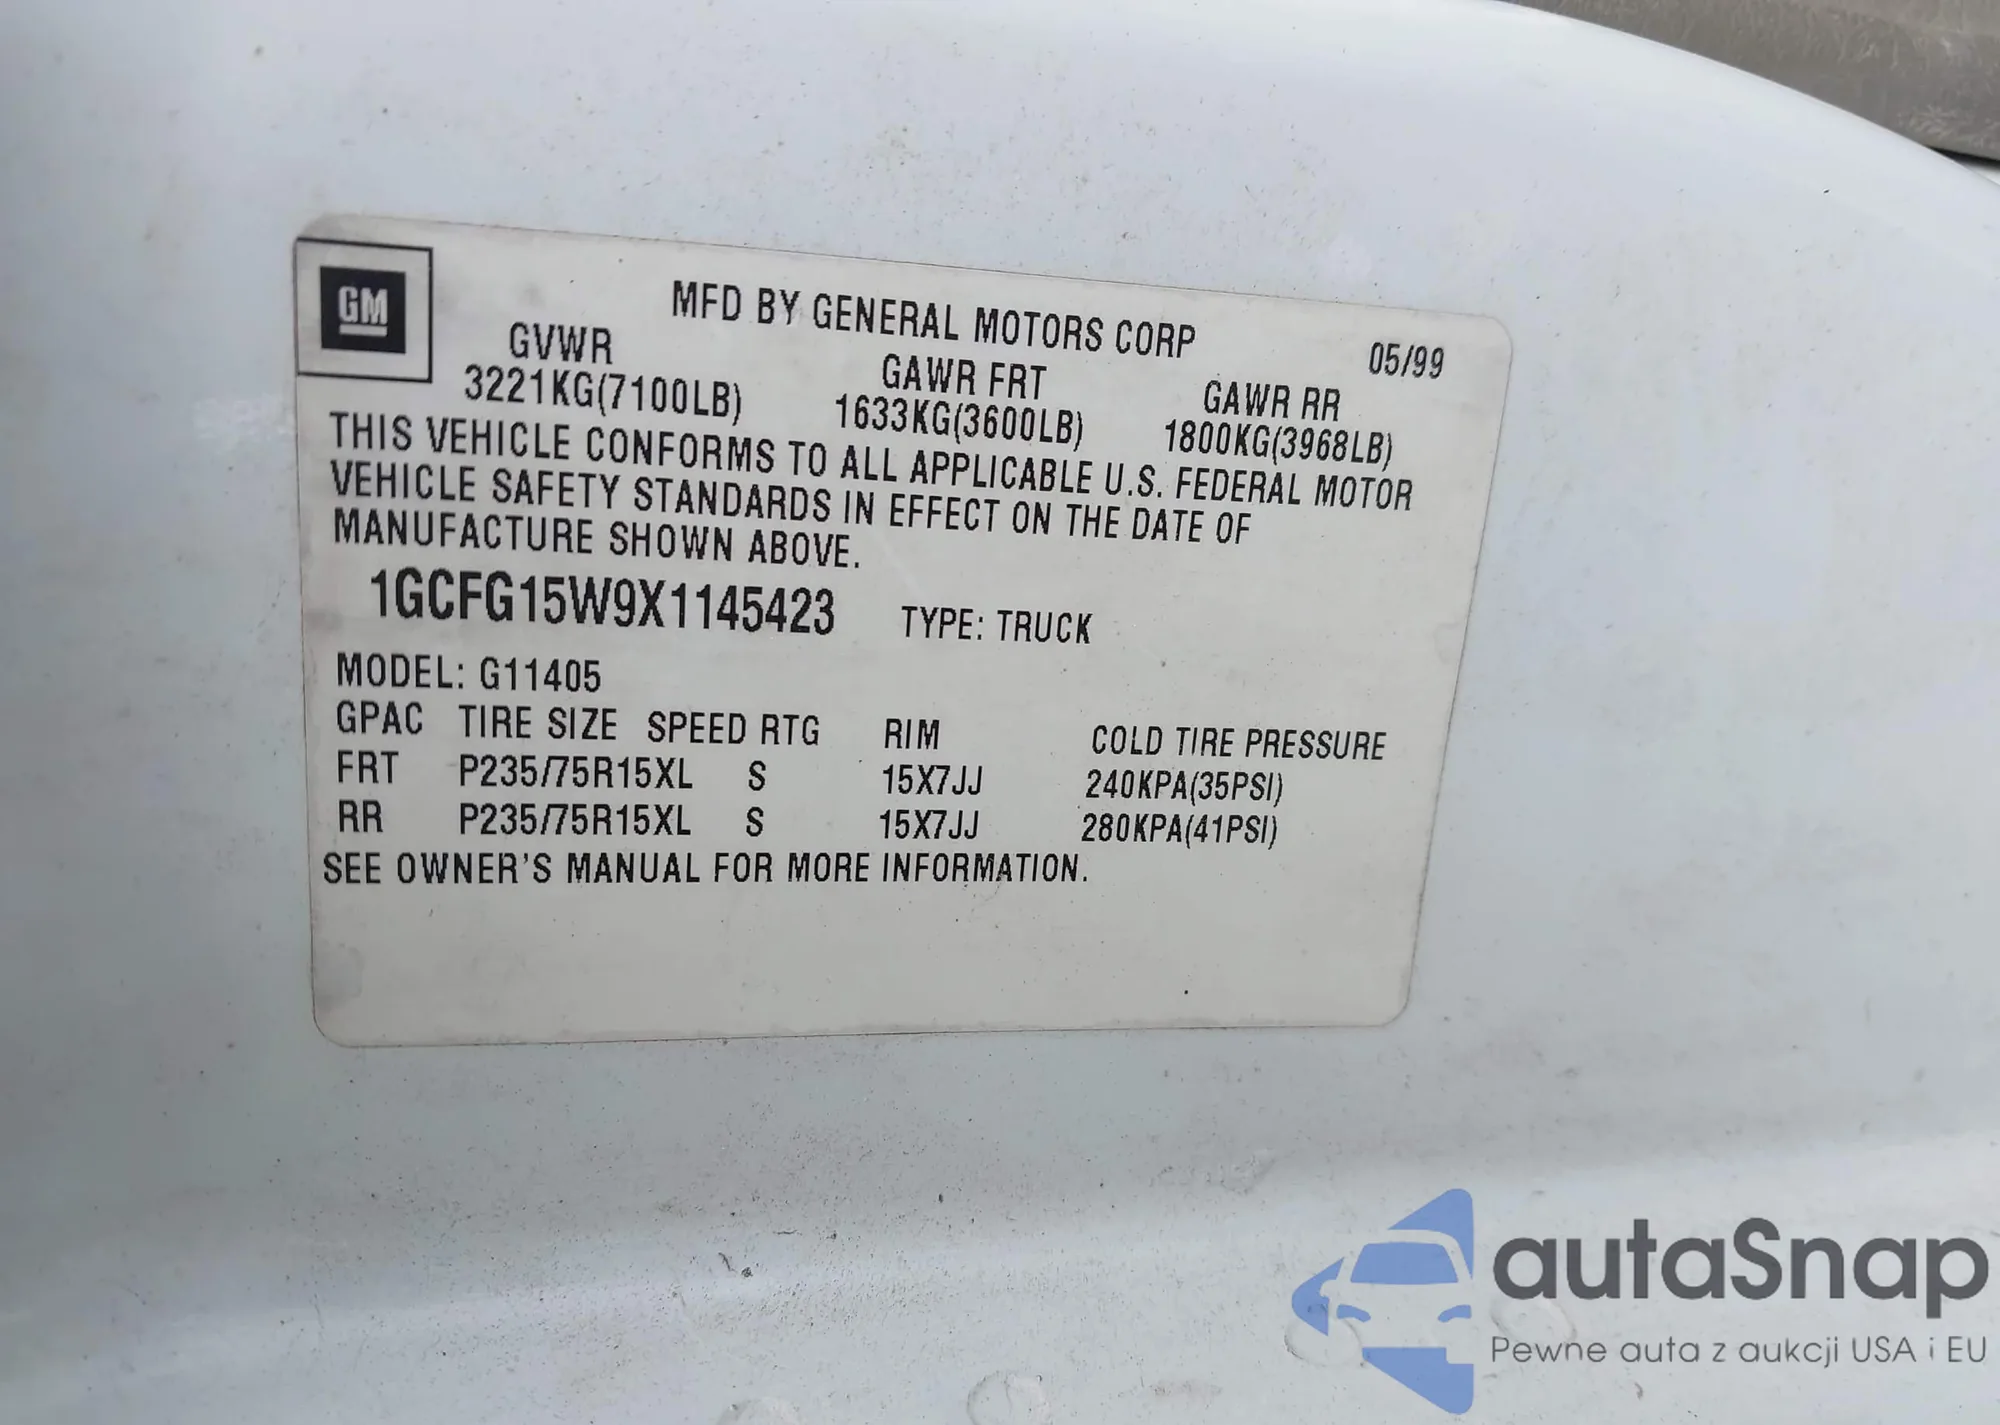 GM
MFD BY GENERAL MOTORS CORP 05/99
GVWR GAWR FRT GAWR RR
3221KG(7100LB) 1633KG(3600LB) 1800KG(3968LB)
THIS VEHICLE CONFORMS TO ALL APPLICABLE U.S. FEDERAL MOTOR
VEHICLE SAFETY STANDARDS IN EFFECT ON THE DATE OF
MANUFACTURE SHOWN ABOVE.
1GCFG15W9X1145423 TYPE: TRUCK
MODEL: G11405
GPAC TIRE SIZE SPEED RTG RIM COLD TIRE PRESSURE
FRT P235/75R15XL S 15X7JJ 240KPA(35PSI)
RR P235/75R15XL S 15X7JJ 280KPA(41PSI)
SEE OWNER'S MANUAL FOR MORE INFORMATION.
autaSnap
Pewne auta z aukcji USA i EU